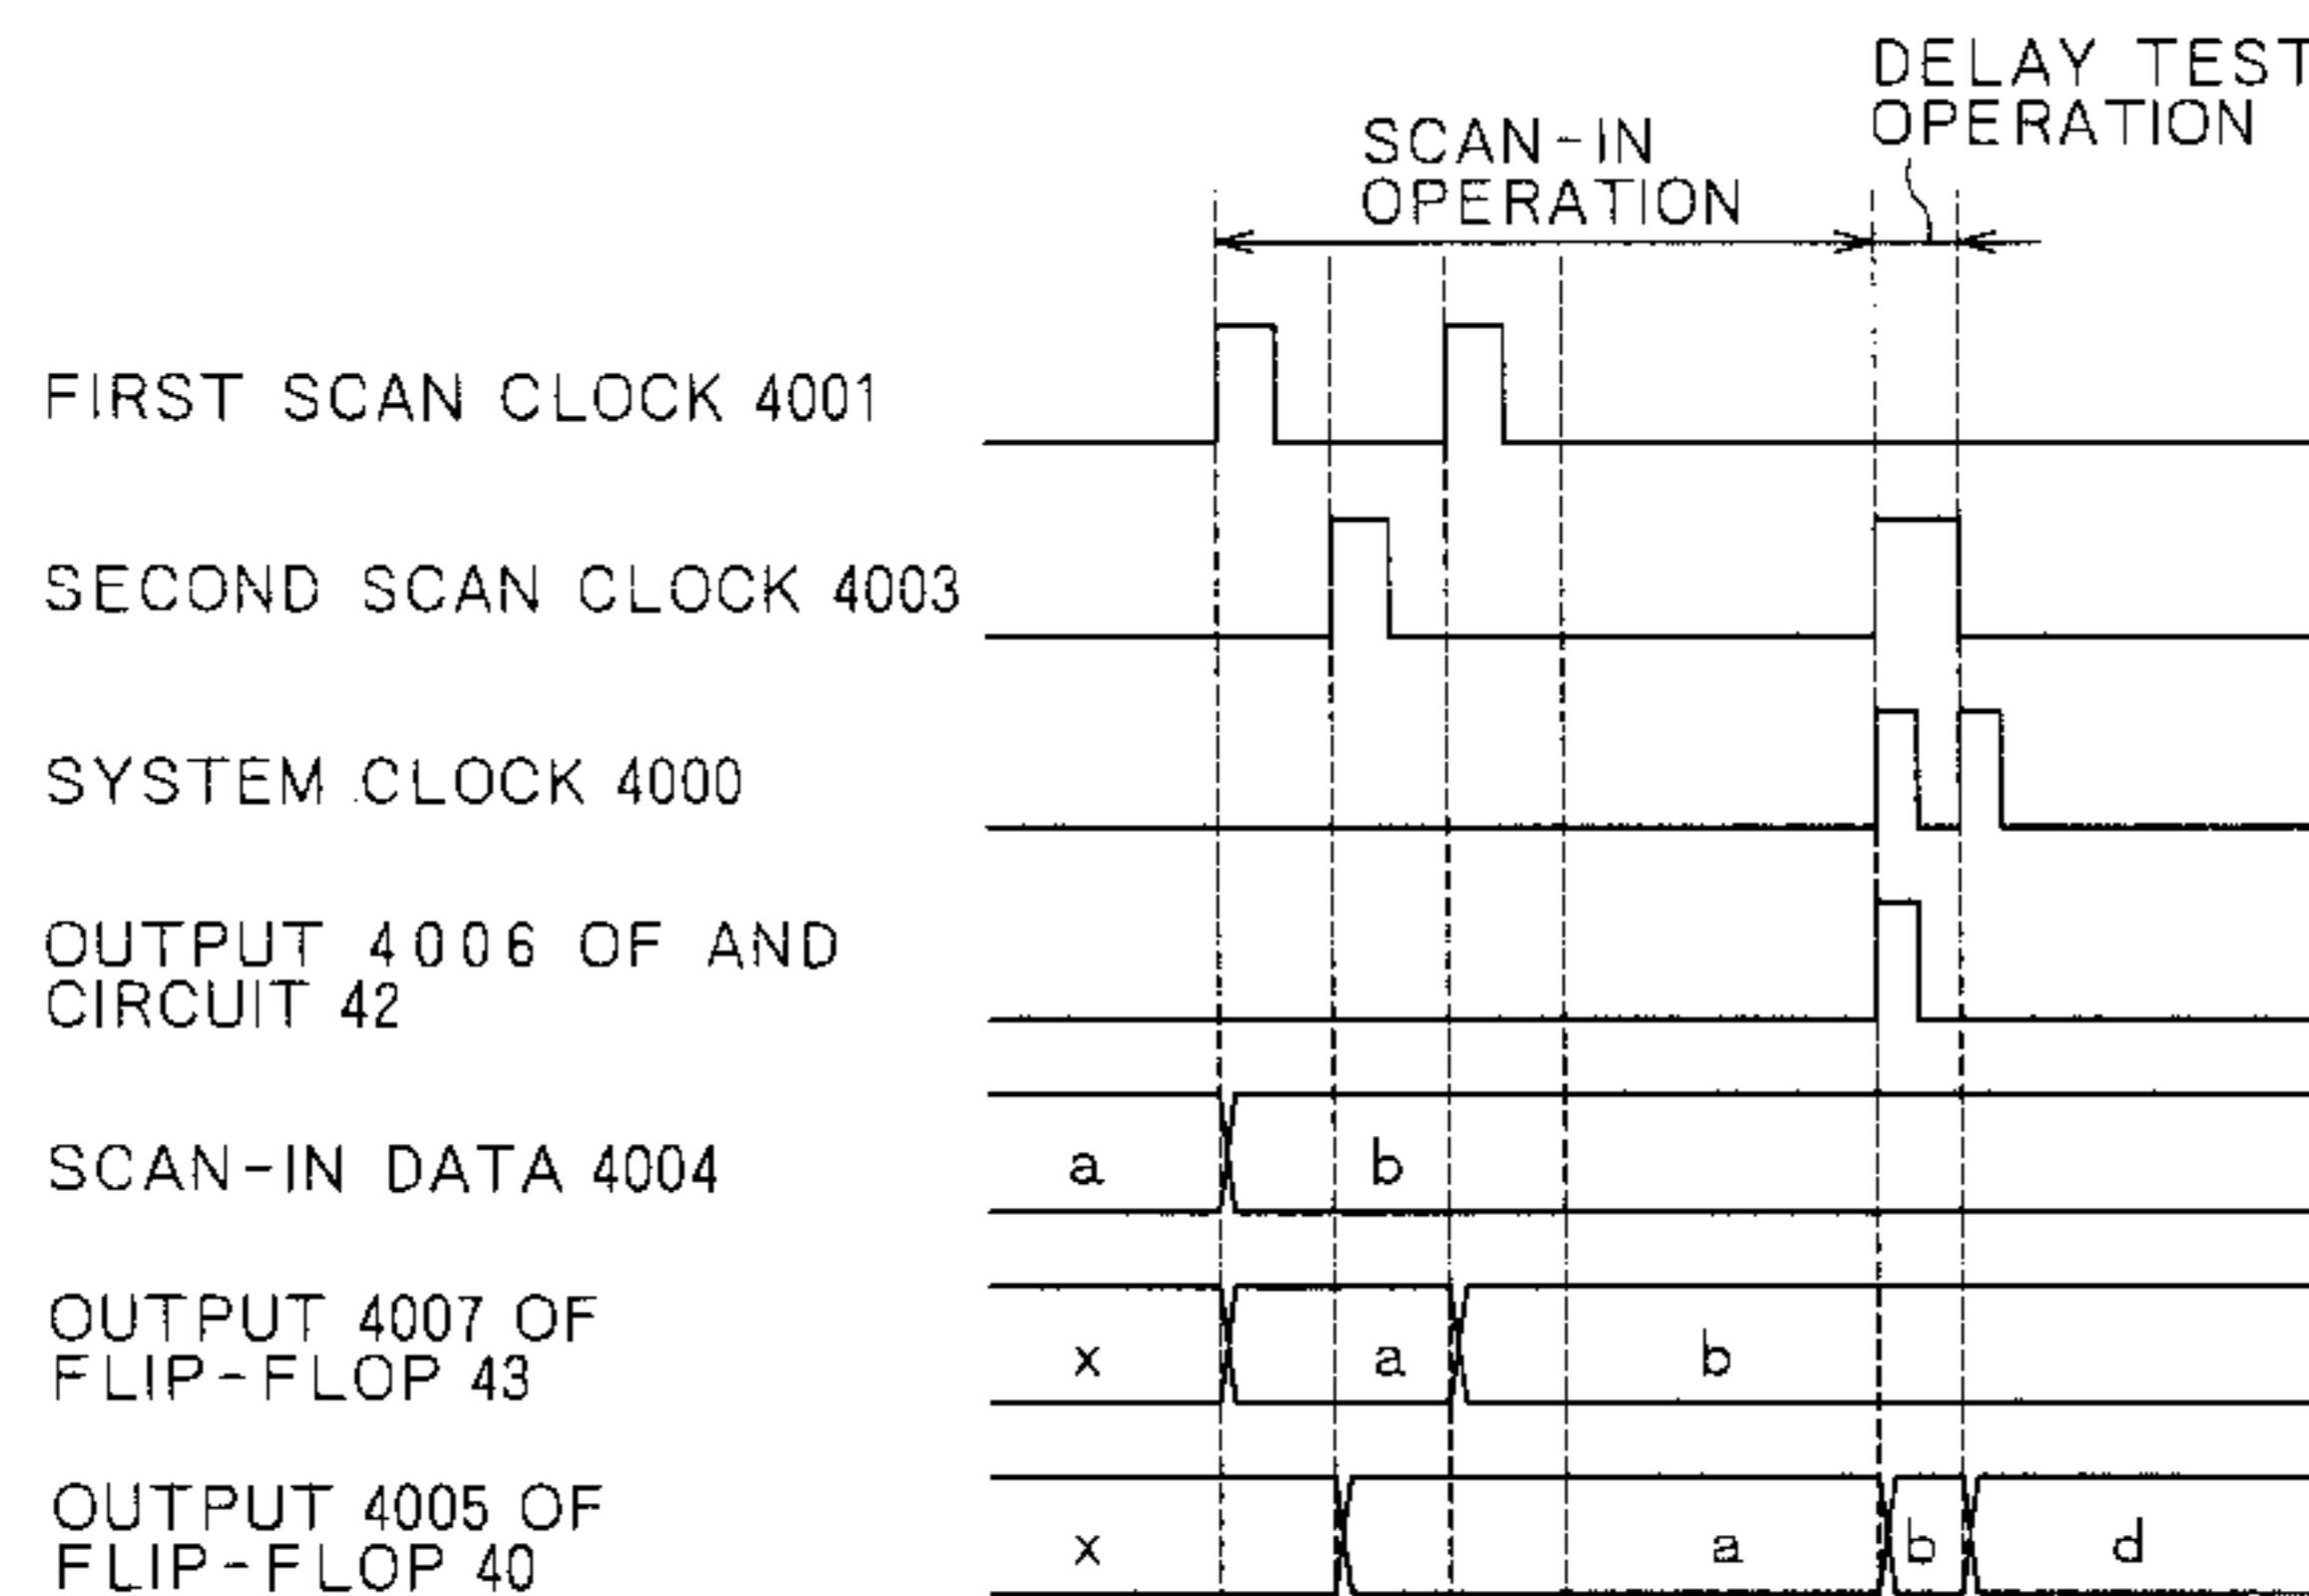 DELAY TEST
OPERATION
SCAN-IN
OPERATION
FIRST SCAN CLOCK 4001
SECOND SCAN CLOCK 4003
SYSTEM CLOCK 4000
OUTPUT 4006 OF AND
CIRCUIT 42
SCAN-IN DATA 4004
a b
OUTPUT 4007 OF
FLIP-FLOP 43
x a b
OUTPUT 4005 OF
FLIP-FLOP 40
x a b d